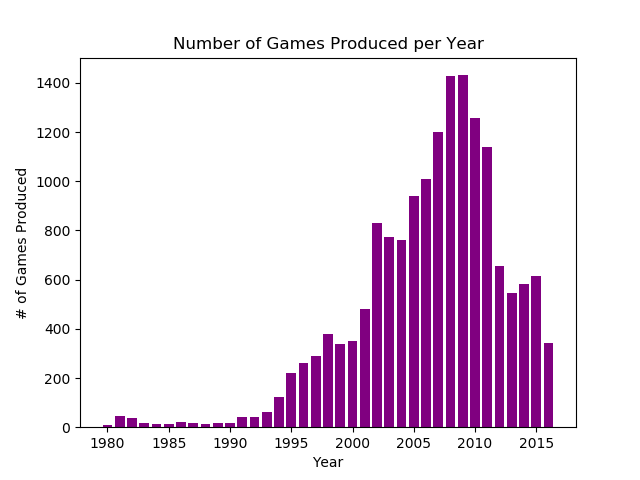 Number of Games Produced per Year
# of Games Produced
1400
1200
1000
800
600
400
200
0
1980 1985 1990 1995 2000 2005 2010 2015
Year